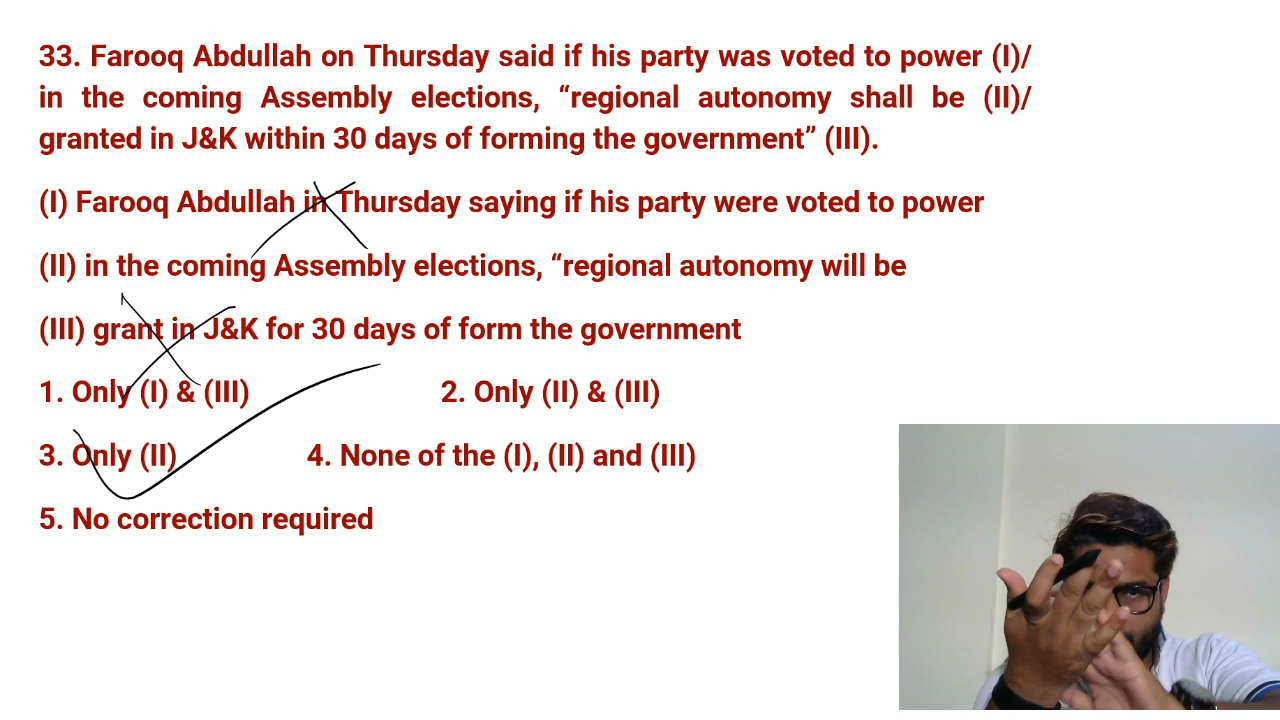 33. Farooq Abdullah on Thursday said if his party was voted to power (I)/
in the coming Assembly elections, “regional autonomy shall be (II)/
granted in J&K within 30 days of forming the government” (III).
(I) Farooq Abdullah in Thursday saying if his party were voted to power
(II) in the coming Assembly elections, “regional autonomy will be
(III) grant in J&K for 30 days of form the government
1. Only (I) & (III) 2. Only (II) & (III)
3. Only (II) 4. None of the (I), (II) and (III)
5. No correction required